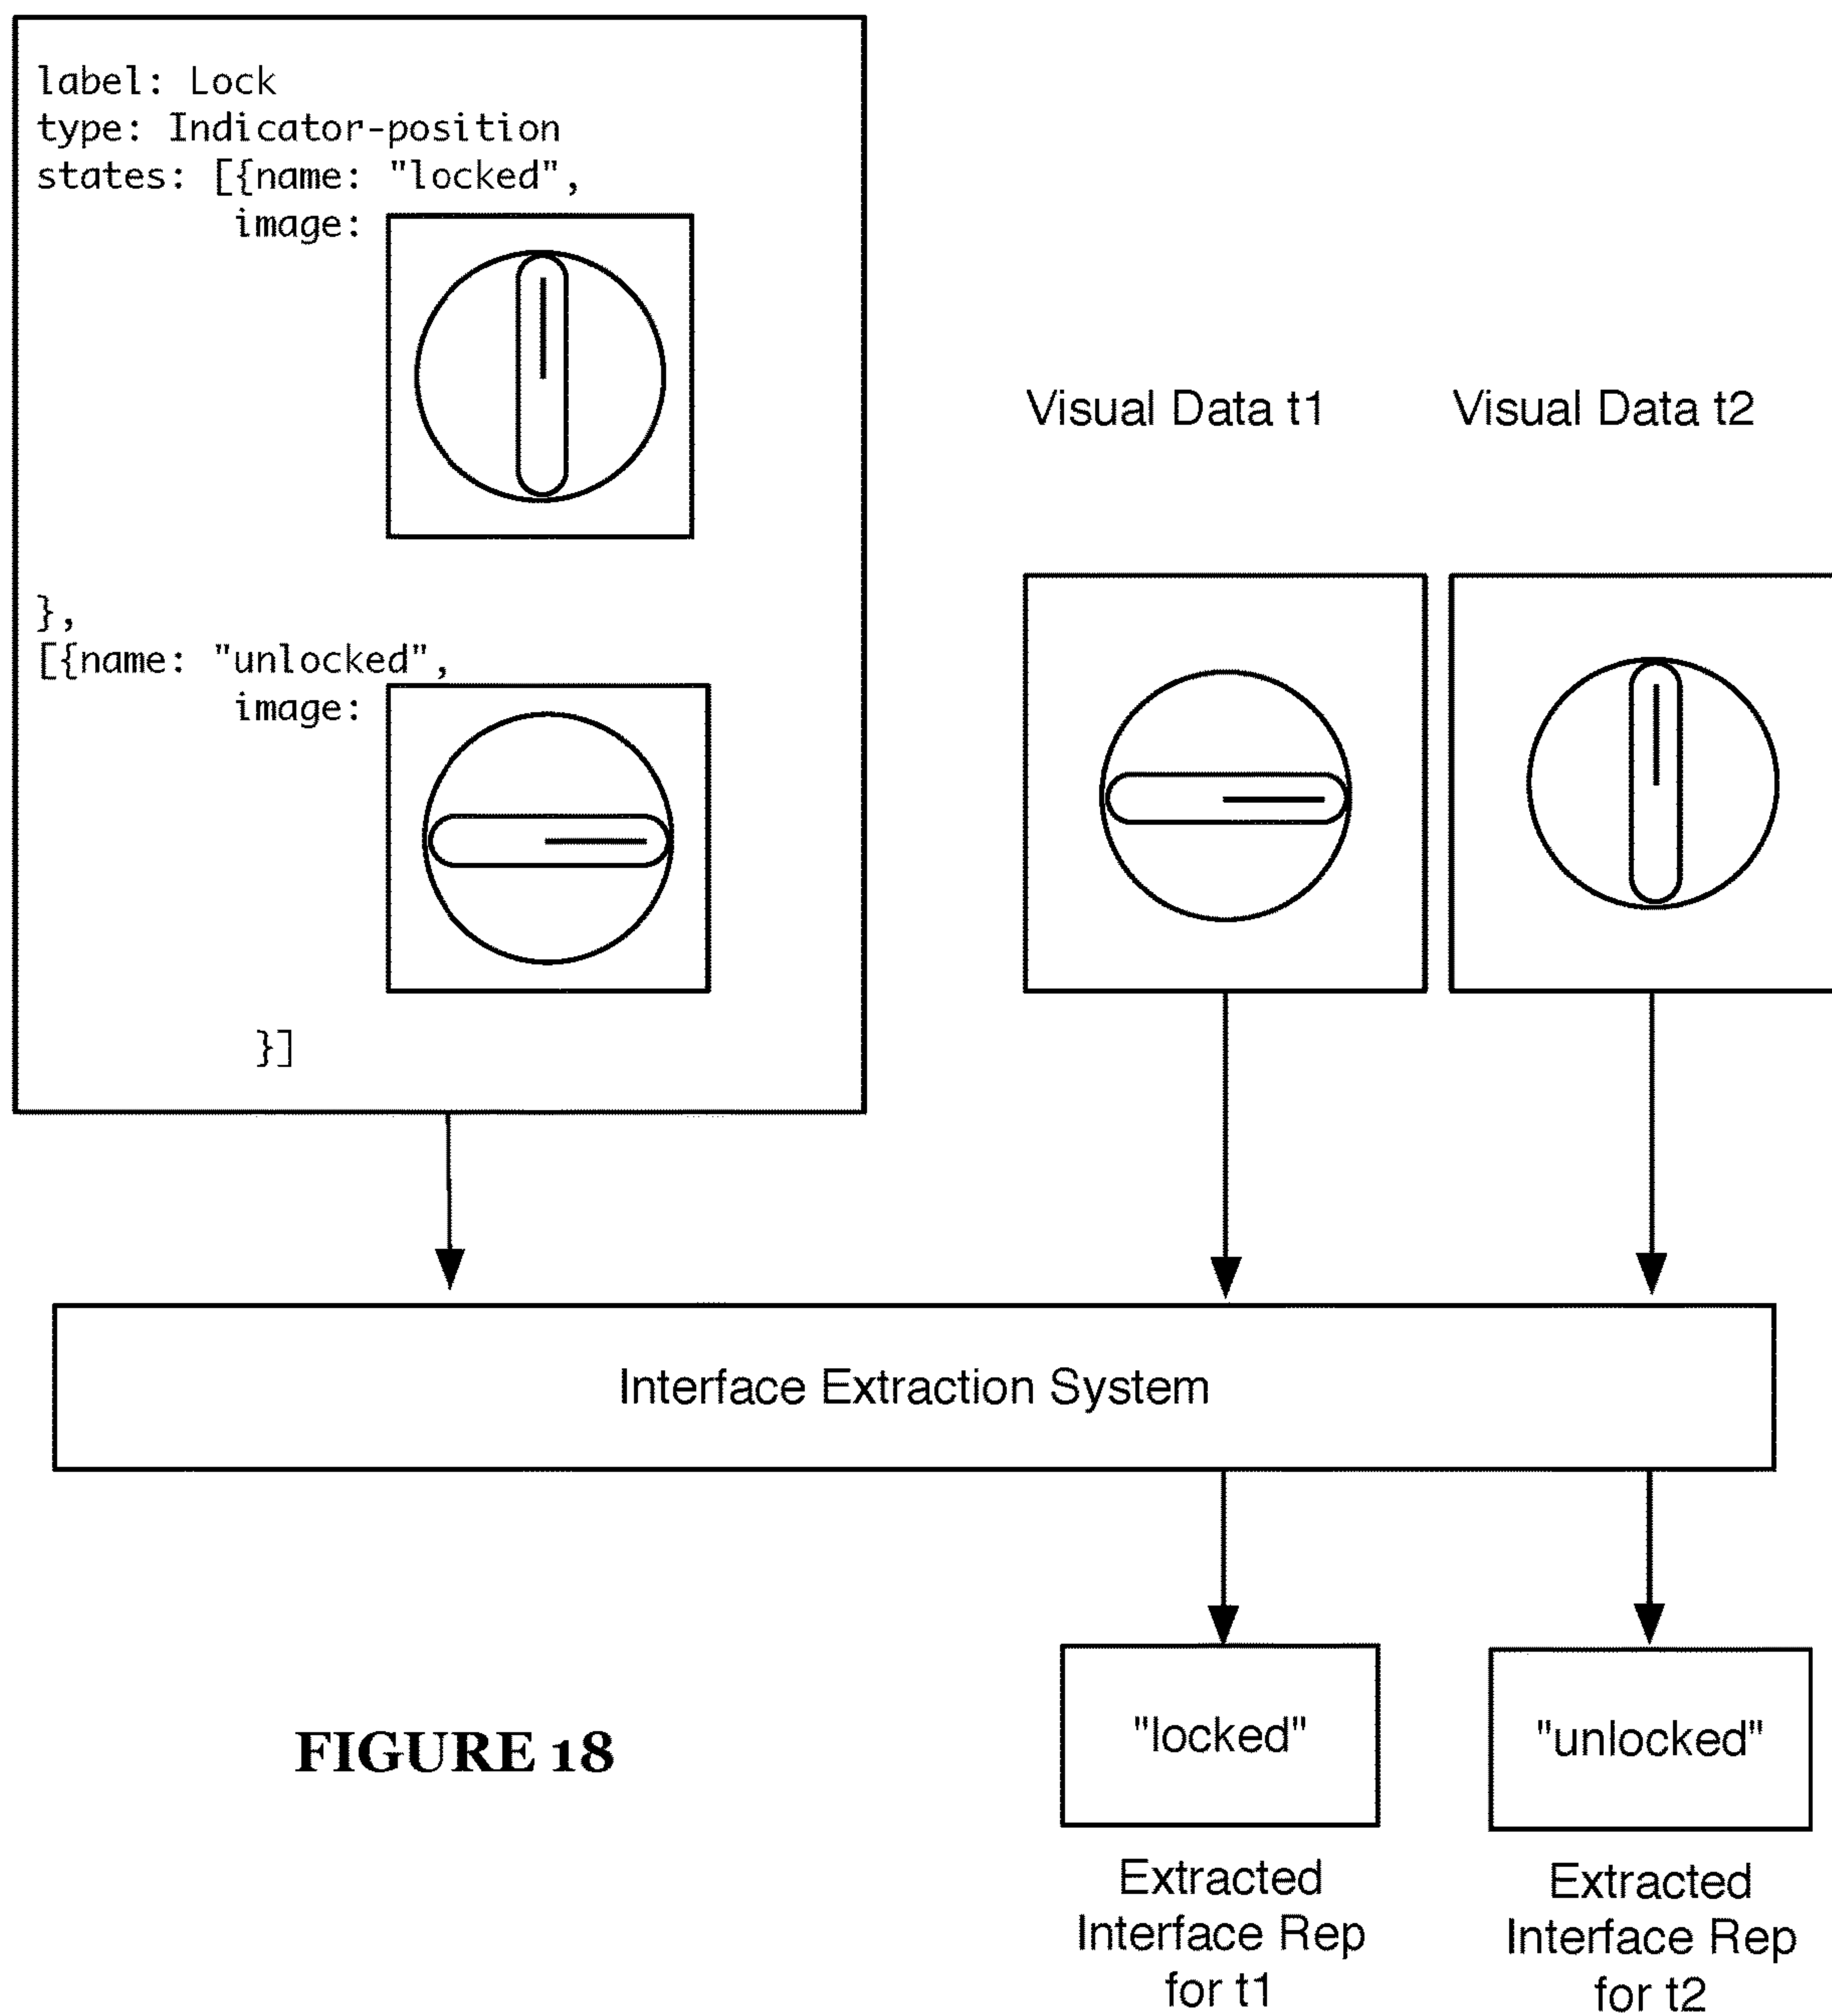 label: Lock
type: Indicator-position
states: [{name: "locked",
image:
},
[{name: "unlocked",
image:
}]
Visual Data t1
Visual Data t2
Interface Extraction System
"locked"
"unlocked"
Extracted
Interface Rep
for t1
Extracted
Interface Rep
for t2
FIGURE 18